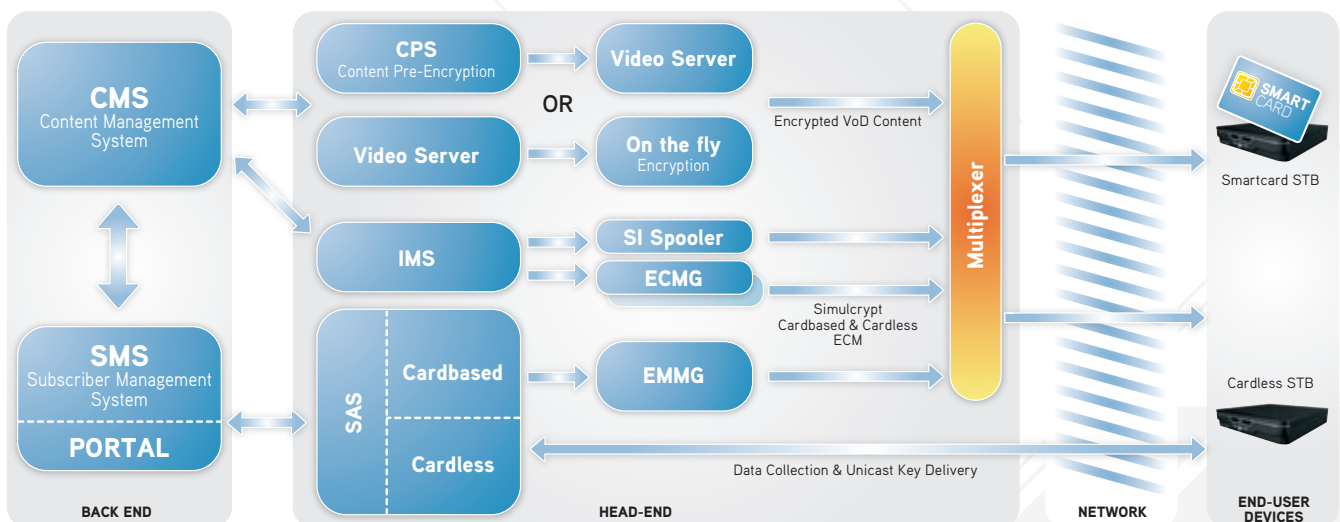 CMS
Content Management
System
SMS
Subscriber Management
System
PORTAL
BACK END
CPS
Content Pre-Encryption
Video Server
OR
Video Server
On the fly
Encryption
Encrypted VoD Content
IMS
SI Spooler
ECMG
Simulcrypt
Cardbased & Cardless
ECM
SAS
Cardbased
Cardless
EMMG
Data Collection & Unicast Key Delivery
HEAD-END
Multiplexer
NETWORK
SMART
CARD
Smartcard STB
Cardless STB
END-USER
DEVICES